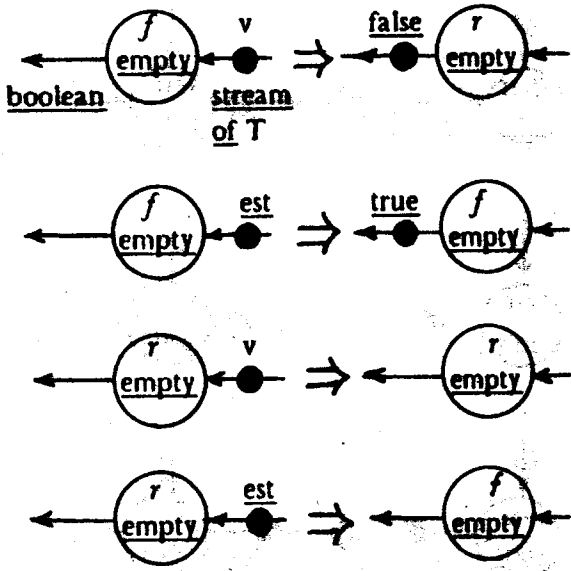 f v false r
empty empty
boolean stream
of T
f est true f
empty empty
r v r
empty empty
r est f
empty empty